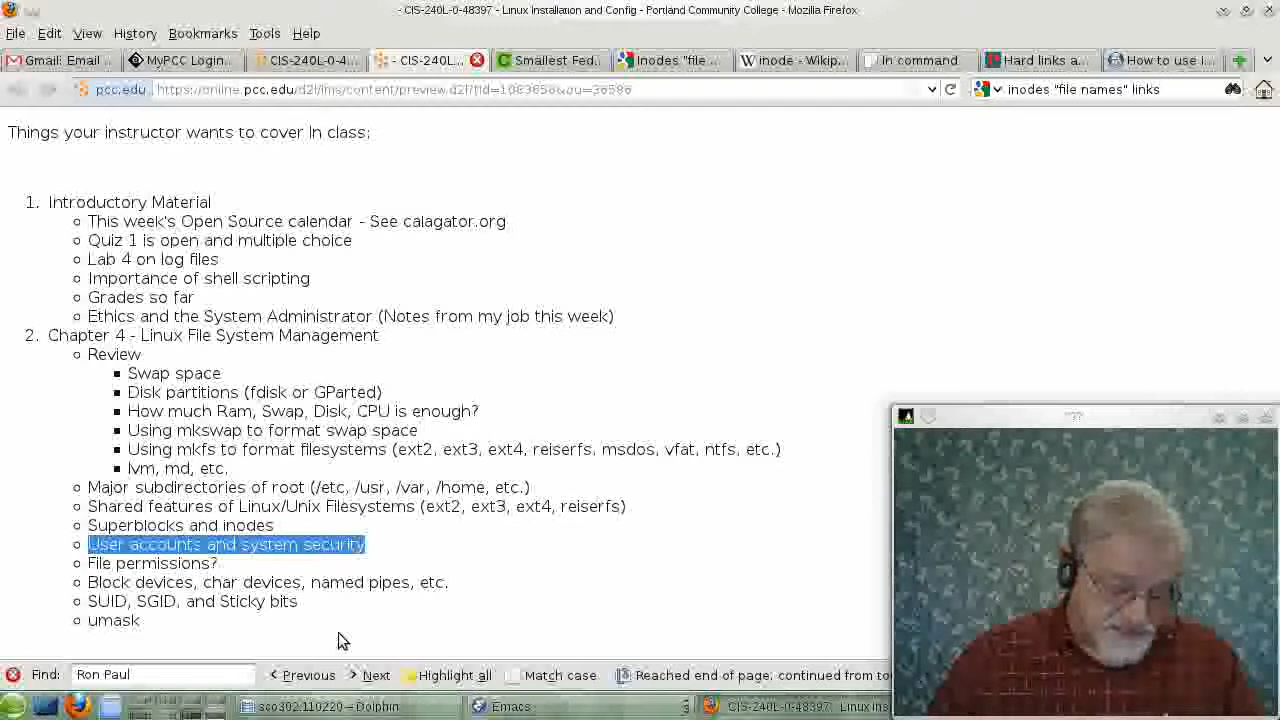 - CIS-240L-0-48397 - Linux Installation and Config - Portland Community College - Mozilla Firefox
File Edit View History Bookmarks Tools Help
Gmail: Email ... MyPCC Login... CIS-240L-0-4... - CIS-240L... Smallest Fed... Inodes "file ... inode - Wikip... In command Hard links a... How to use l...
pcc.edu https://online.pcc.edu/d2l/lms/content/preview.d2l? inodes "file names" links
Things your instructor wants to cover In class;
1. Introductory Material
This week's Open Source calendar - See calagator.org
Quiz 1 is open and multiple choice
Lab 4 on log files
Importance of shell scripting
Grades so far
Ethics and the System Administrator (Notes from my job this week)
2. Chapter 4 - Linux File System Management
Review
Swap space
Disk partitions (fdisk or GParted)
How much Ram, Swap, Disk, CPU is enough?
Using mkswap to format swap space
Using mkfs to format filesystems (ext2, ext3, ext4, reiserfs, msdos, vfat, ntfs, etc.)
lvm, md, etc.
Major subdirectories of root (/etc, /usr, /var, /home, etc.)
Shared features of Linux/Unix Filesystems (ext2, ext3, ext4, reiserfs)
Superblocks and inodes
User accounts and system security
File permissions?
Block devices, char devices, named pipes, etc.
SUID, SGID, and Sticky bits
umask
Find: Ron Paul Previous Next Highlight all Match case Reached end of page, continued from to
- Dolphin Emacs CIS-240L-0-48397) Linux Ins